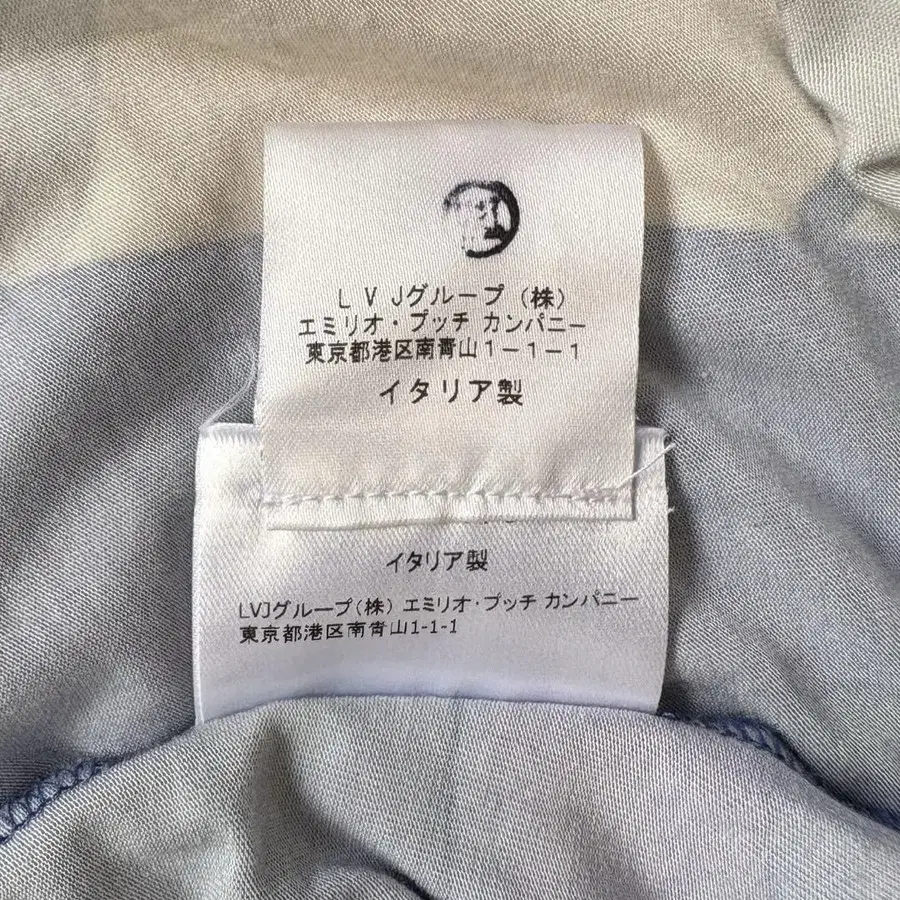 ＬＶＪグループ（株）
エミリオ・プッチ カンパニー
東京都港区南青山１－１－１
イタリア製
イタリア製
LVJグループ（株） エミリオ・プッチ カンパニー
東京都港区南青山1-1-1